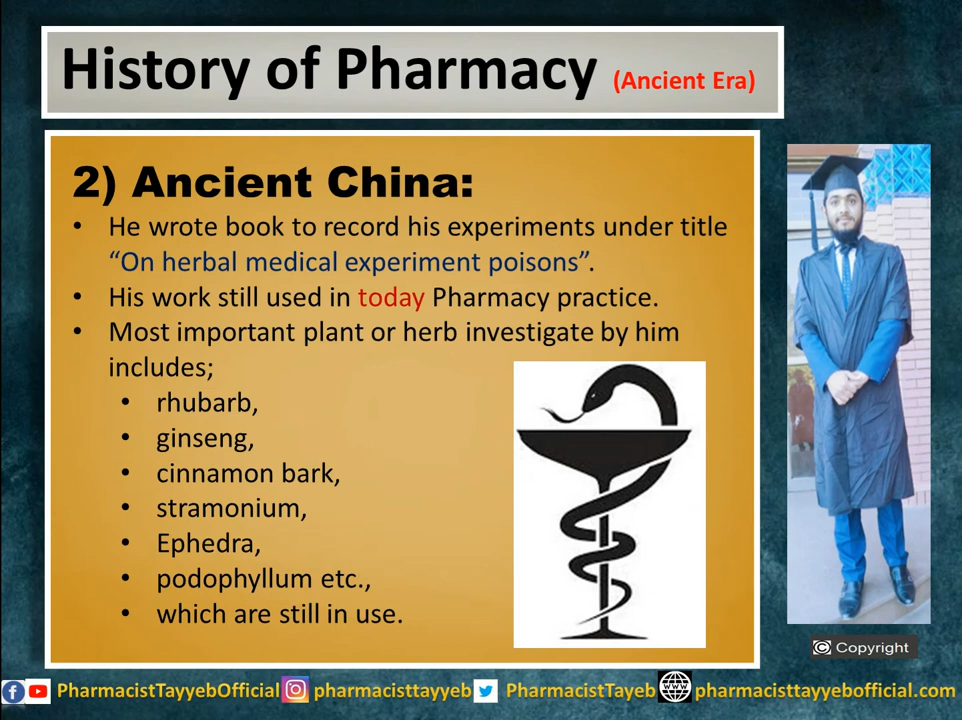 History of Pharmacy (Ancient Era)
2) Ancient China:
• He wrote book to record his experiments under title
“On herbal medical experiment poisons”.
• His work still used in today Pharmacy practice.
• Most important plant or herb investigate by him
includes;
• rhubarb,
• ginseng,
• cinnamon bark,
• stramonium,
• Ephedra,
• podophyllum etc.,
• which are still in use.
© Copyright
PharmacistTayyebOfficial pharmacisttayyeb PharmacistTayeb WWW pharmacisttayyebofficial.com